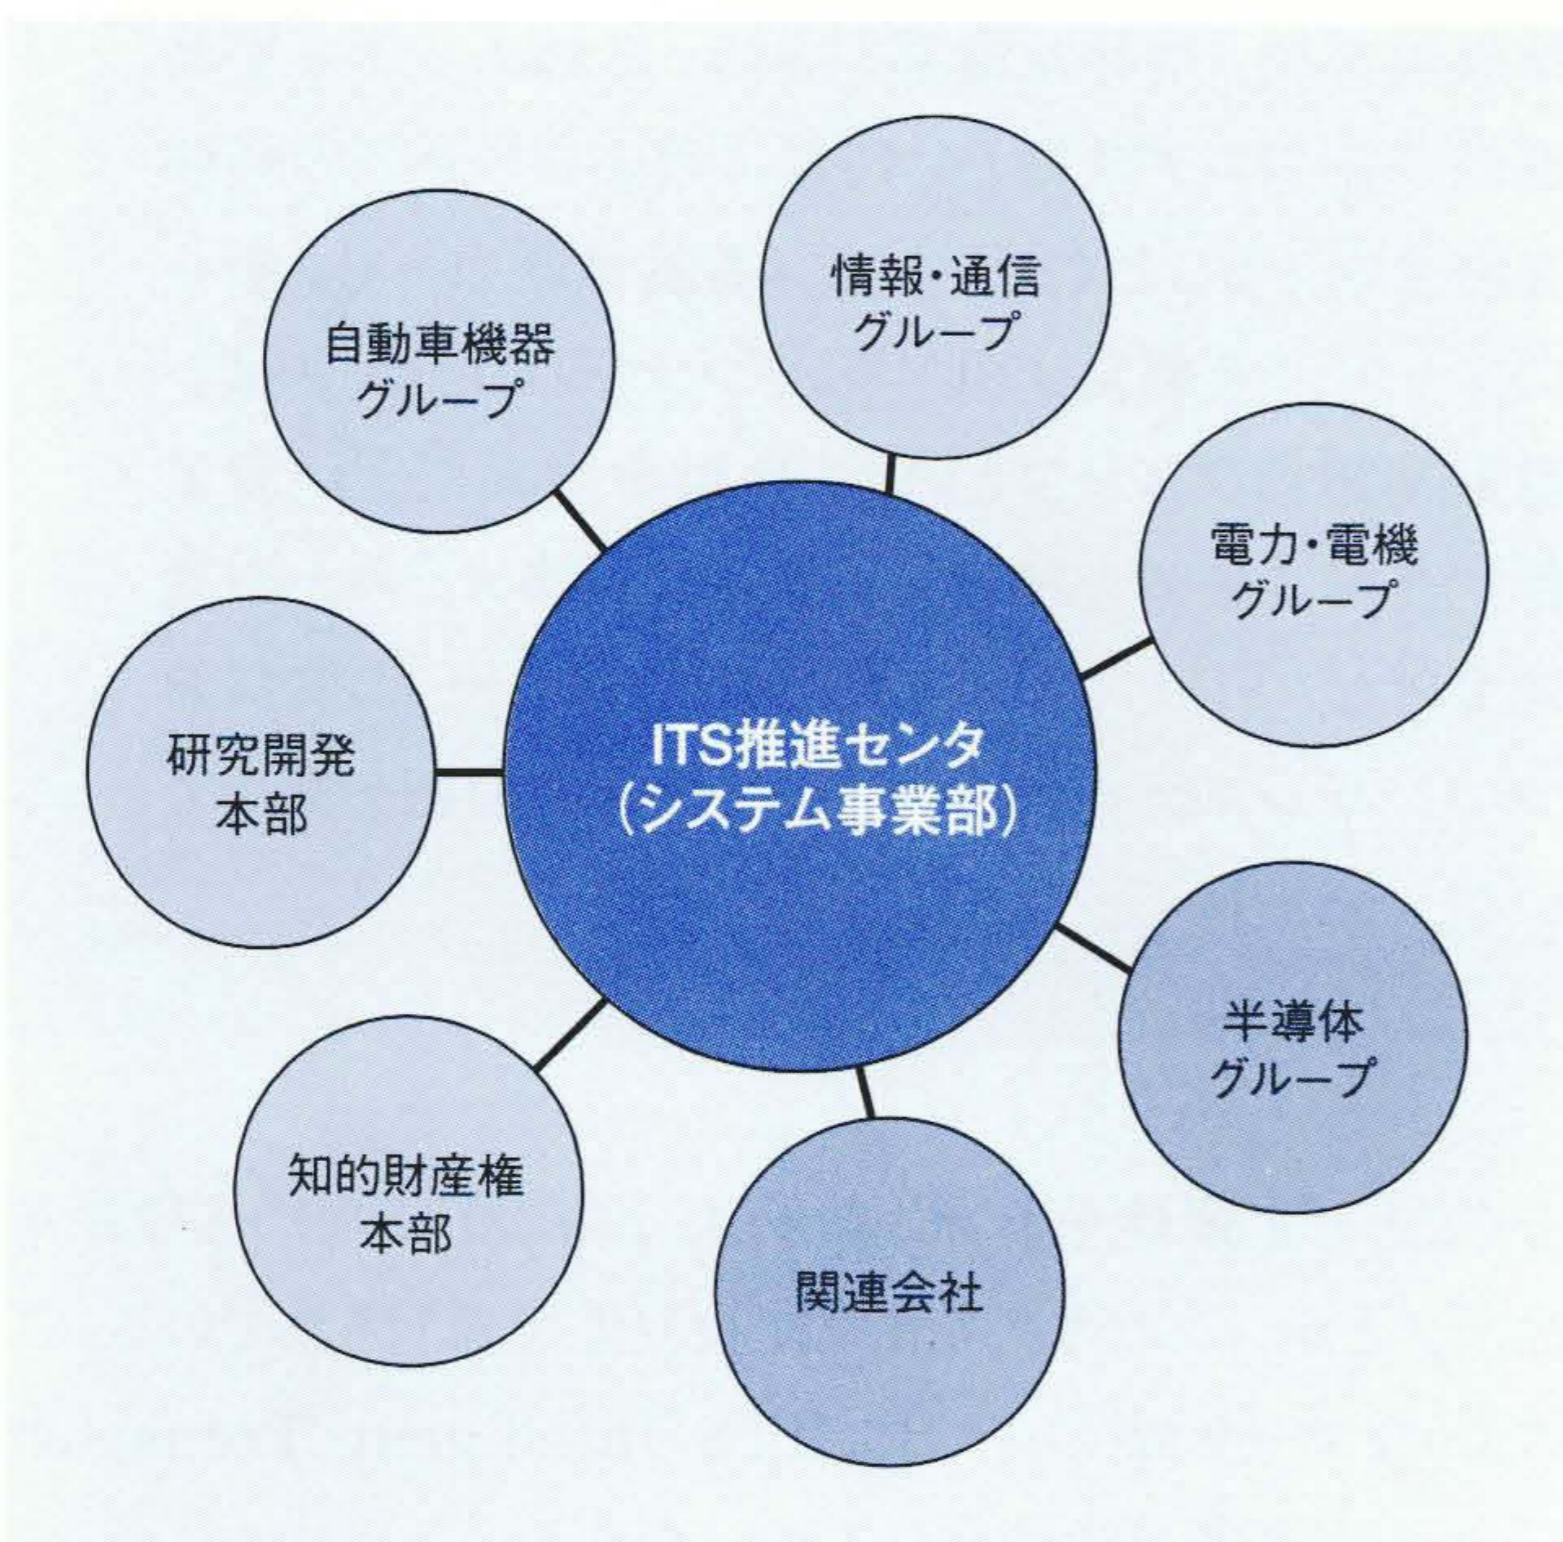 情報・通信
グループ
自動車機器
グループ
電力・電機
グループ
研究開発
本部
ITS推進センタ
(システム事業部)
半導体
グループ
知的財産権
本部
関連会社